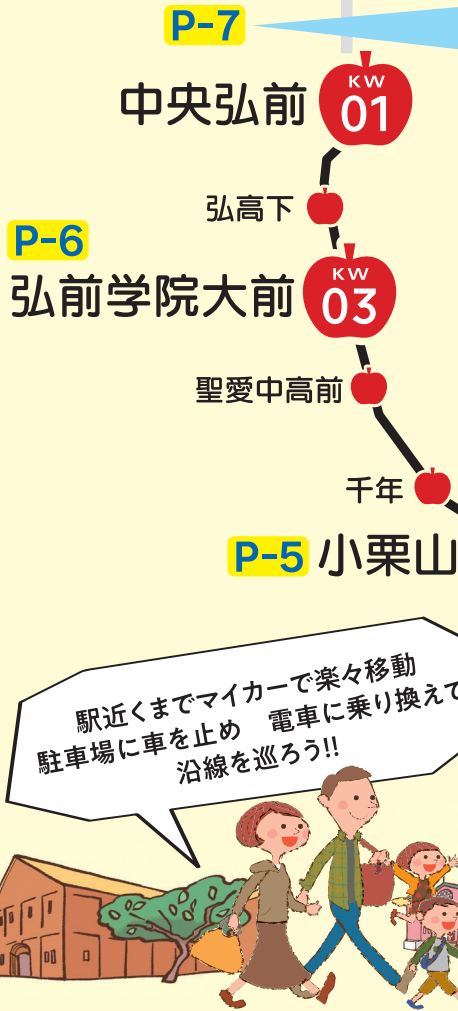 P-7
中央弘前
KW
01
弘高下
P-6
弘前学院大前
KW
03
聖愛中高前
千年
P-5 小栗山
駅近くまでマイカーで楽々移動
駐車場に車を止め　電車に乗り換えて
沿線を巡ろう!!